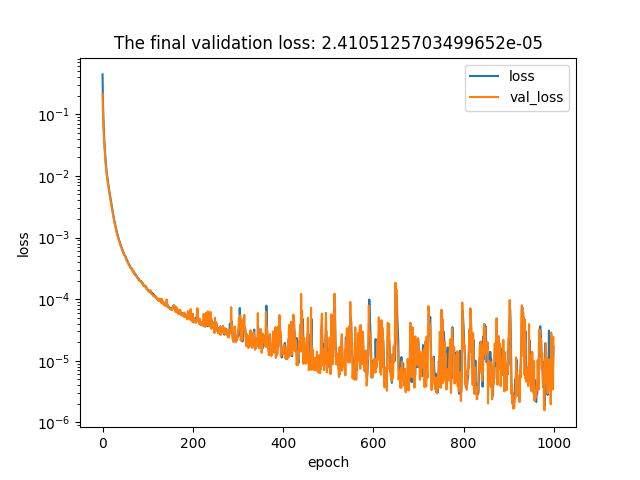 The final validation loss: 2.4105125703499652e-05
loss
val_loss
10⁻¹
10⁻²
10⁻³
10⁻⁴
10⁻⁵
10⁻⁶
loss
0 200 400 600 800 1000
epoch